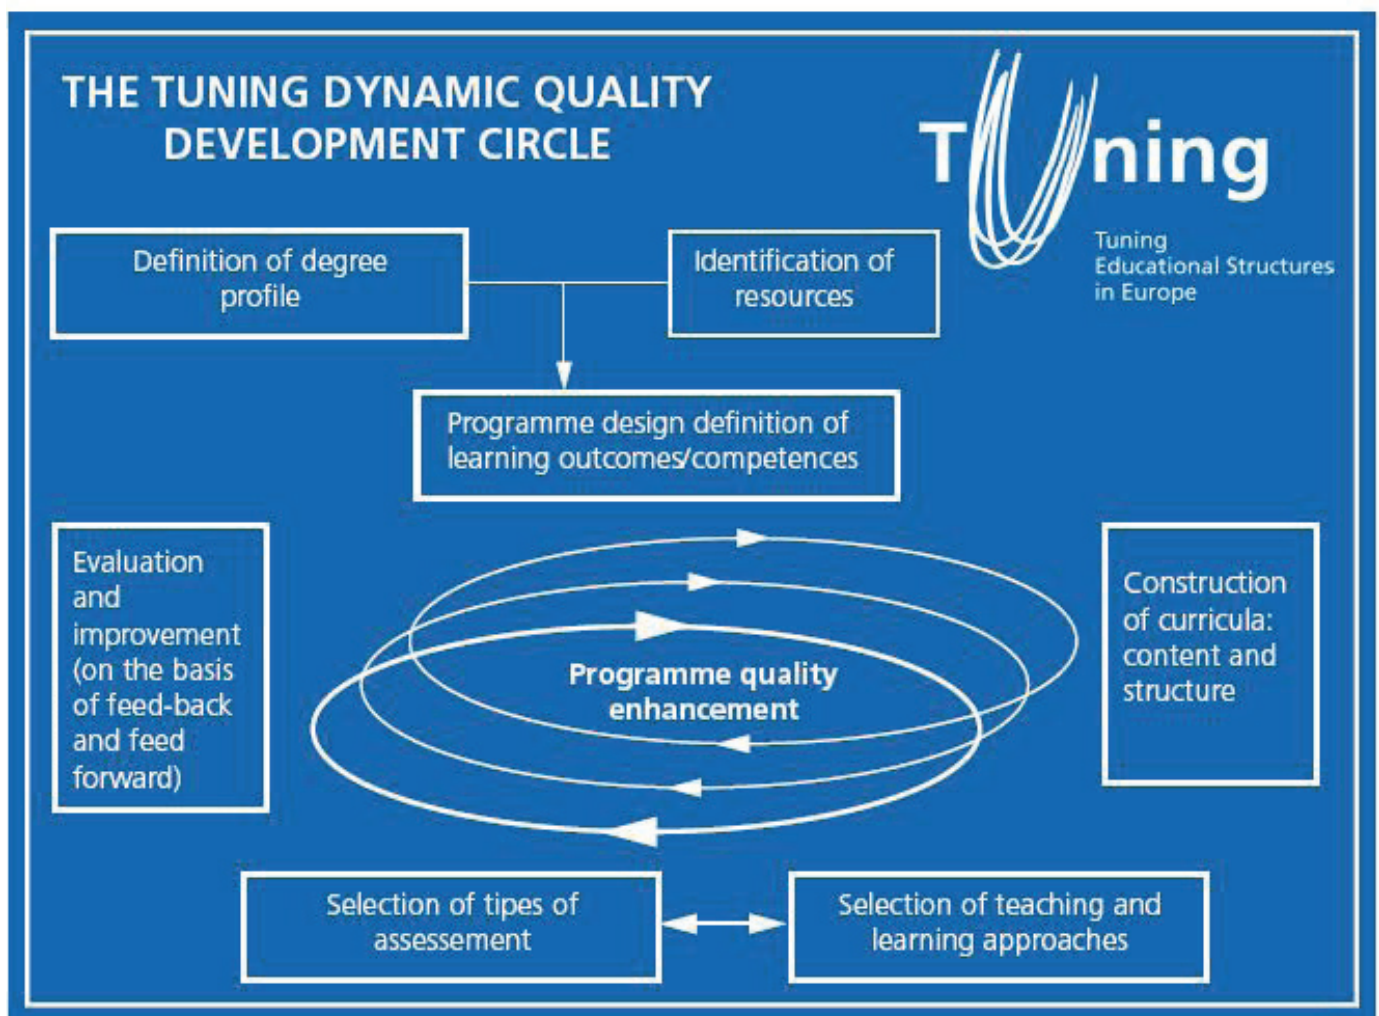 THE TUNING DYNAMIC QUALITY
DEVELOPMENT CIRCLE
Tuning
Tuning
Educational Structures
in Europe
Definition of degree
profile
Identification of
resources
Programme design definition of
learning outcomes/competences
Evaluation
and
improvement
(on the basis
of feed-back
and feed
forward)
Programme quality
enhancement
Construction
of curricula:
content and
structure
Selection of tipes of
assessement
Selection of teaching and
learning approaches